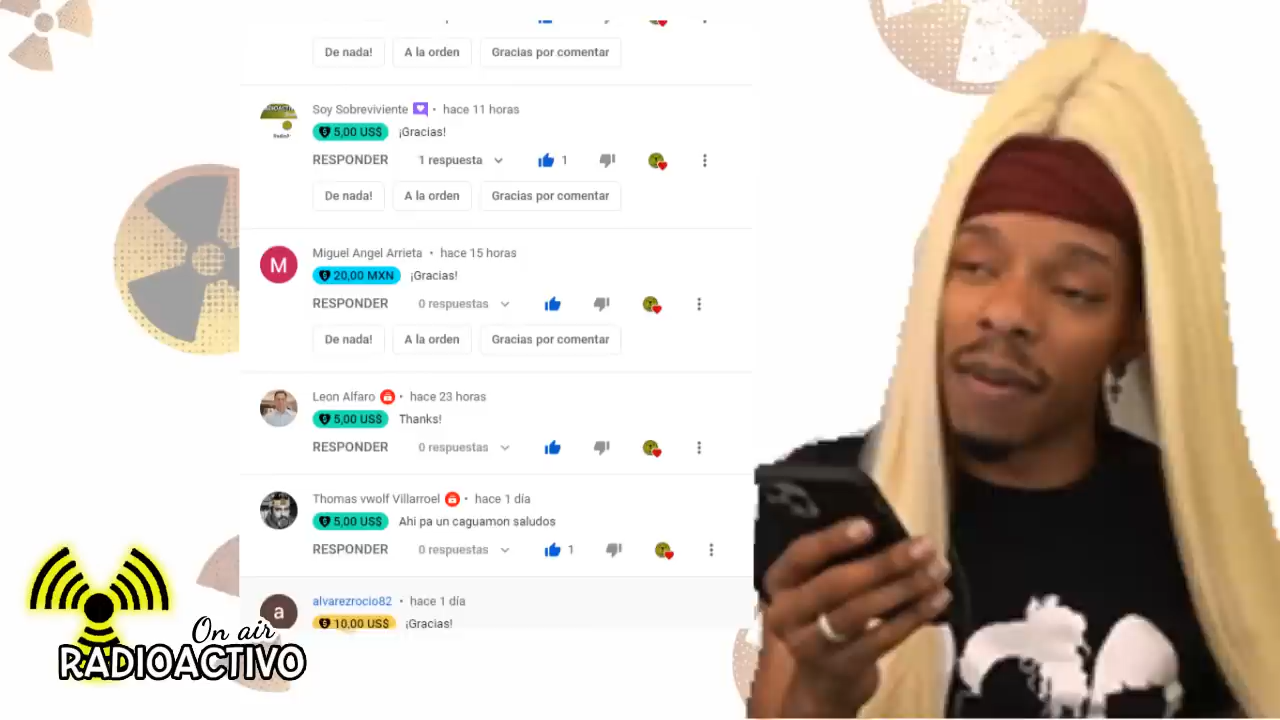 1 respuesta
De nada! A la orden Gracias por comentar
Soy Sobreviviente • hace 11 horas
5,00 US$ ¡Gracias!
RESPONDER 1 respuesta 1
De nada! A la orden Gracias por comentar
M
Miguel Angel Arrieta • hace 15 horas
20,00 MXN ¡Gracias!
RESPONDER 0 respuestas
De nada! A la orden Gracias por comentar
Leon Alfaro • hace 23 horas
5,00 US$ Thanks!
RESPONDER 0 respuestas
Thomas vwolf Villarroel • hace 1 día
5,00 US$ Ahi pa un caguamon saludos
RESPONDER 0 respuestas 1
a
alvarezrocio82 • hace 1 día
10,00 US$ ¡Gracias!
On air
RADIOACTIVO